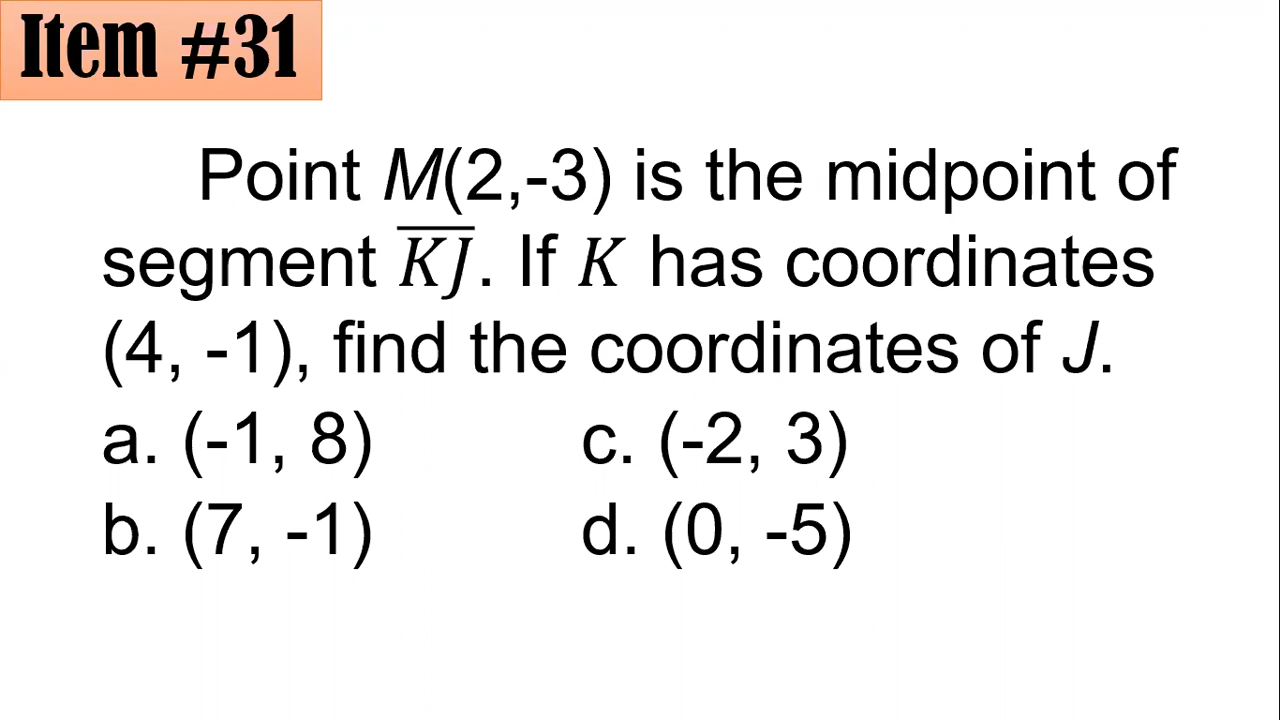 Item #31
Point M(2,-3) is the midpoint of
segment K̅J̅. If K has coordinates
(4, -1), find the coordinates of J.
a. (-1, 8) c. (-2, 3)
b. (7, -1) d. (0, -5)